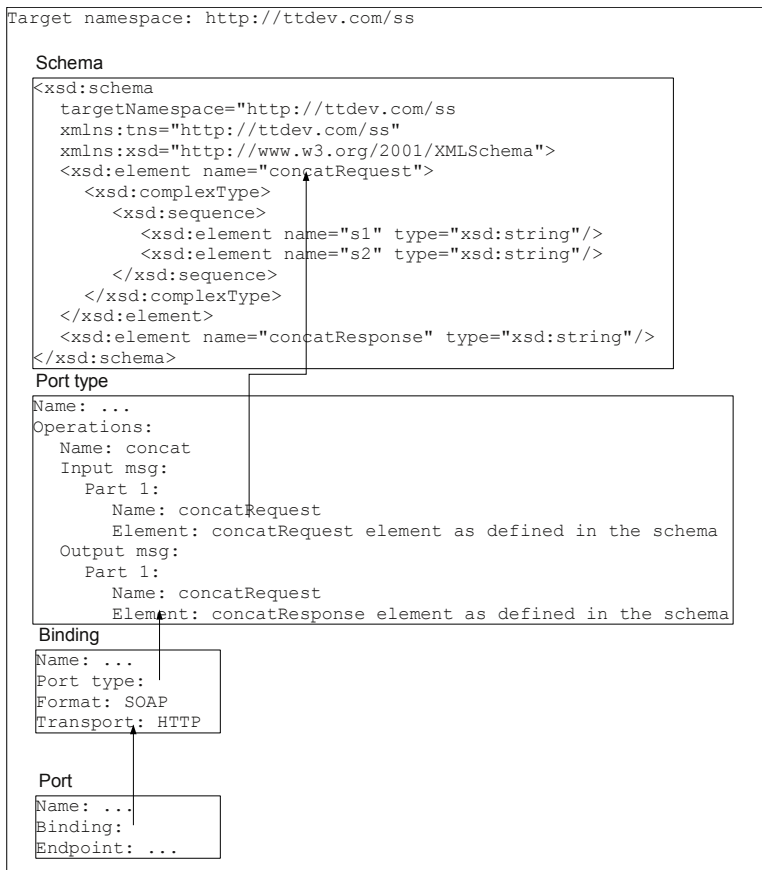 Target namespace: http://ttdev.com/ss
Schema
<xsd:schema
targetNamespace="http://ttdev.com/ss
xmlns:tns="http://ttdev.com/ss"
xmlns:xsd="http://www.w3.org/2001/XMLSchema">
<xsd:element name="concatRequest">
<xsd:complexType>
<xsd:sequence>
<xsd:element name="s1" type="xsd:string"/>
<xsd:element name="s2" type="xsd:string"/>
</xsd:sequence>
</xsd:complexType>
</xsd:element>
<xsd:element name="concatResponse" type="xsd:string"/>
</xsd:schema>
Port type
Name: ...
Operations:
Name: concat
Input msg:
Part 1:
Name: concatRequest
Element: concatRequest element as defined in the schema
Output msg:
Part 1:
Name: concatRequest
Element: concatResponse element as defined in the schema
Binding
Name: ...
Port type:
Format: SOAP
Transport: HTTP
Port
Name: ...
Binding:
Endpoint: ...